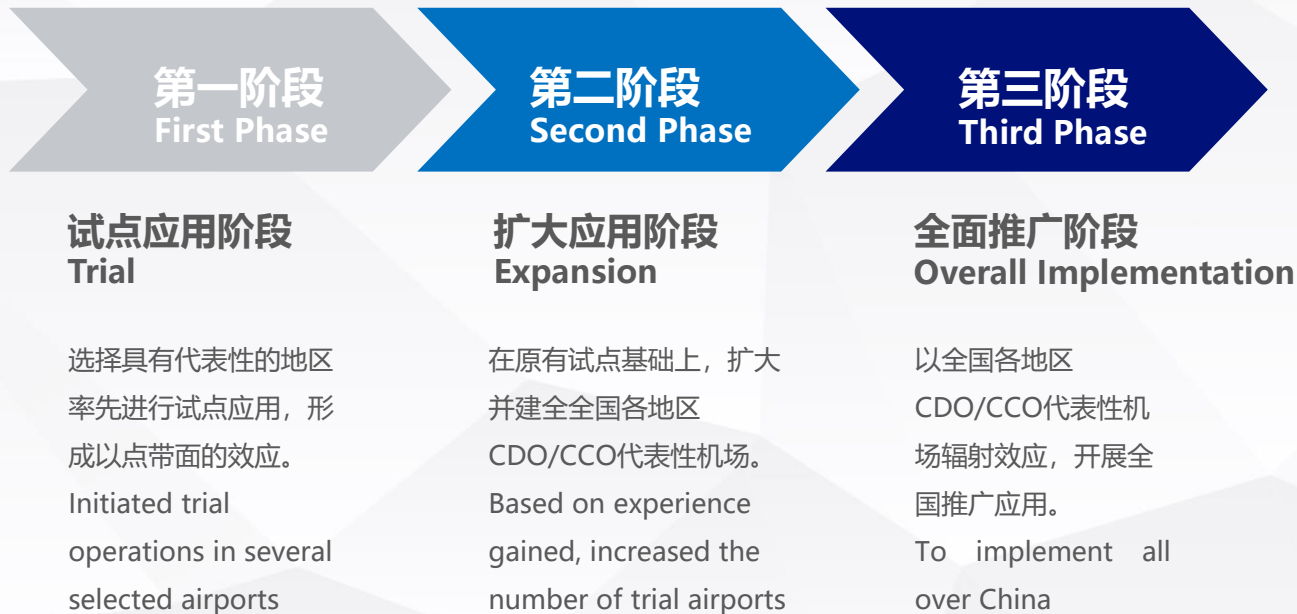 第一阶段
First Phase
第二阶段
Second Phase
第三阶段
Third Phase
试点应用阶段
Trial
选择具有代表性的地区
率先进行试点应用，形
成以点带面的效应。
Initiated trial
operations in several
selected airports
扩大应用阶段
Expansion
在原有试点基础上，扩大
并建全全国各地区
CDO/CCO代表性机场。
Based on experience
gained, increased the
number of trial airports
全面推广阶段
Overall Implementation
以全国各地区
CDO/CCO代表性机
场辐射效应，开展全
国推广应用。
To implement all
over China